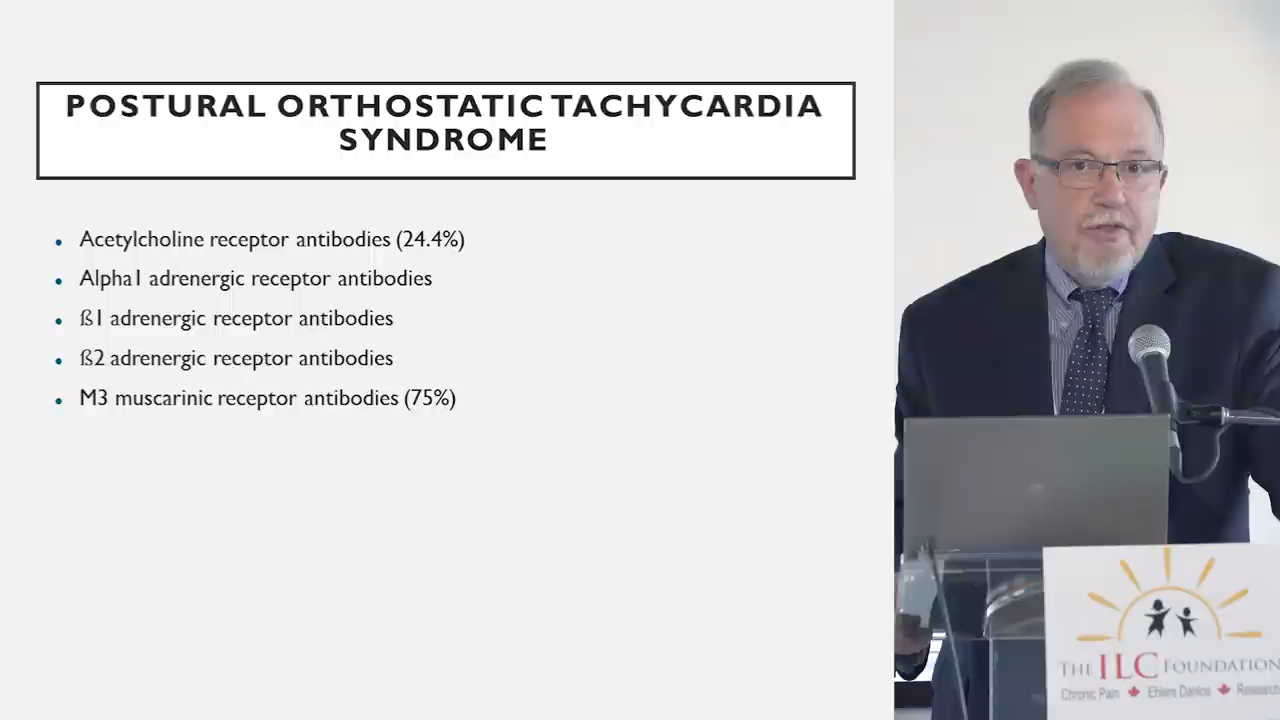 POSTURAL ORTHOSTATIC TACHYCARDIA
SYNDROME
• Acetylcholine receptor antibodies (24.4%)
• Alpha1 adrenergic receptor antibodies
• ß1 adrenergic receptor antibodies
• ß2 adrenergic receptor antibodies
• M3 muscarinic receptor antibodies (75%)
THE ILC FOUNDATION
Chronic Pain Ehlers Danlos Research